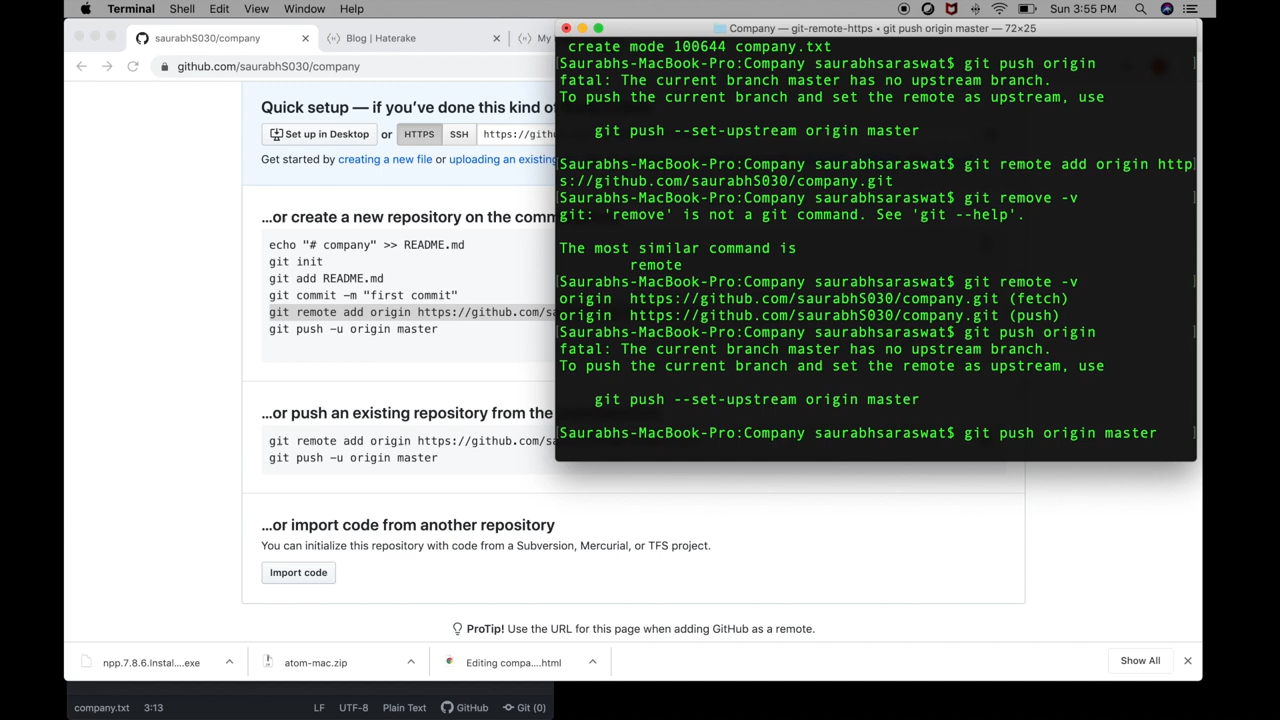 Terminal Shell Edit View Window Help Sun 3:55 PM
saurabhS030/company Blog | Haterake My
github.com/saurabhS030/company
Quick setup — if you've done this kind of
Set up in Desktop or HTTPS SSH https://github.
Get started by creating a new file or uploading an existing
...or create a new repository on the comm
echo "# company" >> README.md
git init
git add README.md
git commit -m "first commit"
git remote add origin https://github.com/sa
git push -u origin master
...or push an existing repository from the
git remote add origin https://github.com/sa
git push -u origin master
...or import code from another repository
You can initialize this repository with code from a Subversion, Mercurial, or TFS project.
Import code
ProTip! Use the URL for this page when adding GitHub as a remote.
npp.7.8.6.Instal....exe atom-mac.zip Editing compa....html Show All
company.txt 3:13 LF UTF-8 Plain Text GitHub Git (0)
Company — git-remote-https ◂ git push origin master — 72×25
create mode 100644 company.txt
[Saurabhs-MacBook-Pro:Company saurabhsaraswat$ git push origin ]
fatal: The current branch master has no upstream branch.
To push the current branch and set the remote as upstream, use
git push --set-upstream origin master
[Saurabhs-MacBook-Pro:Company saurabhsaraswat$ git remote add origin http]
s://github.com/saurabhS030/company.git
[Saurabhs-MacBook-Pro:Company saurabhsaraswat$ git remove -v ]
git: 'remove' is not a git command. See 'git --help'.
The most similar command is
remote
[Saurabhs-MacBook-Pro:Company saurabhsaraswat$ git remote -v ]
origin https://github.com/saurabhS030/company.git (fetch)
origin https://github.com/saurabhS030/company.git (push)
[Saurabhs-MacBook-Pro:Company saurabhsaraswat$ git push origin ]
fatal: The current branch master has no upstream branch.
To push the current branch and set the remote as upstream, use
git push --set-upstream origin master
[Saurabhs-MacBook-Pro:Company saurabhsaraswat$ git push origin master ]